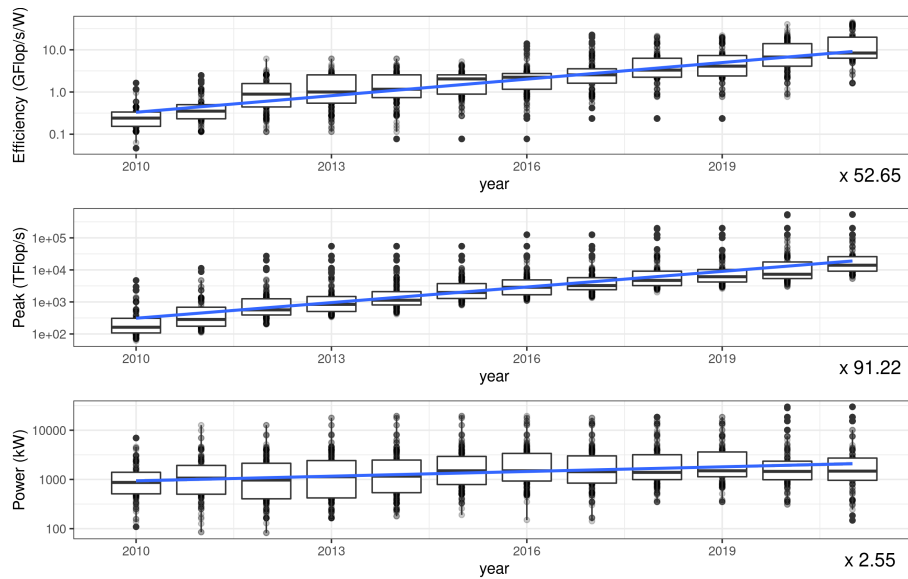 Efficiency (GFlop/s/W)
10.0
1.0
0.1
2010 2013 2016 2019
year
x 52.65
Peak (TFlop/s)
1e+05
1e+04
1e+03
1e+02
2010 2013 2016 2019
year
x 91.22
Power (kW)
10000
1000
100
2010 2013 2016 2019
year
x 2.55